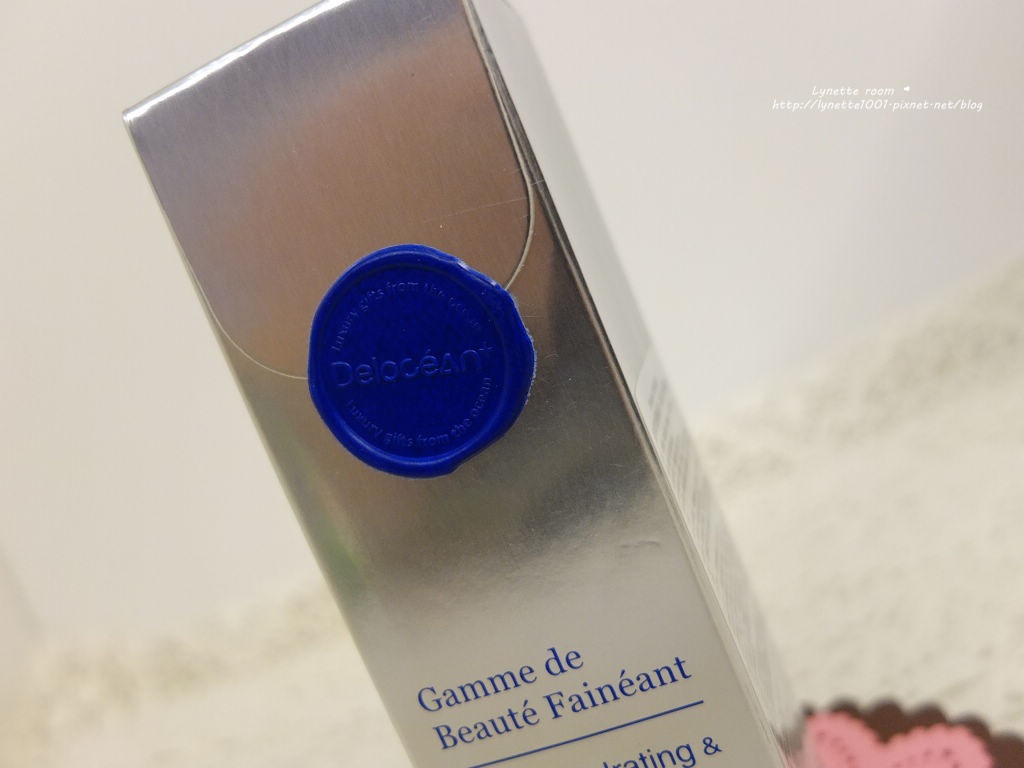 Lynette room
http://lynette1001.pixnet.net/blog
Luxury gifts from the ocean
Delocéan+
Luxury gifts from the ocean
Gamme de
Beauté Fainéant
&